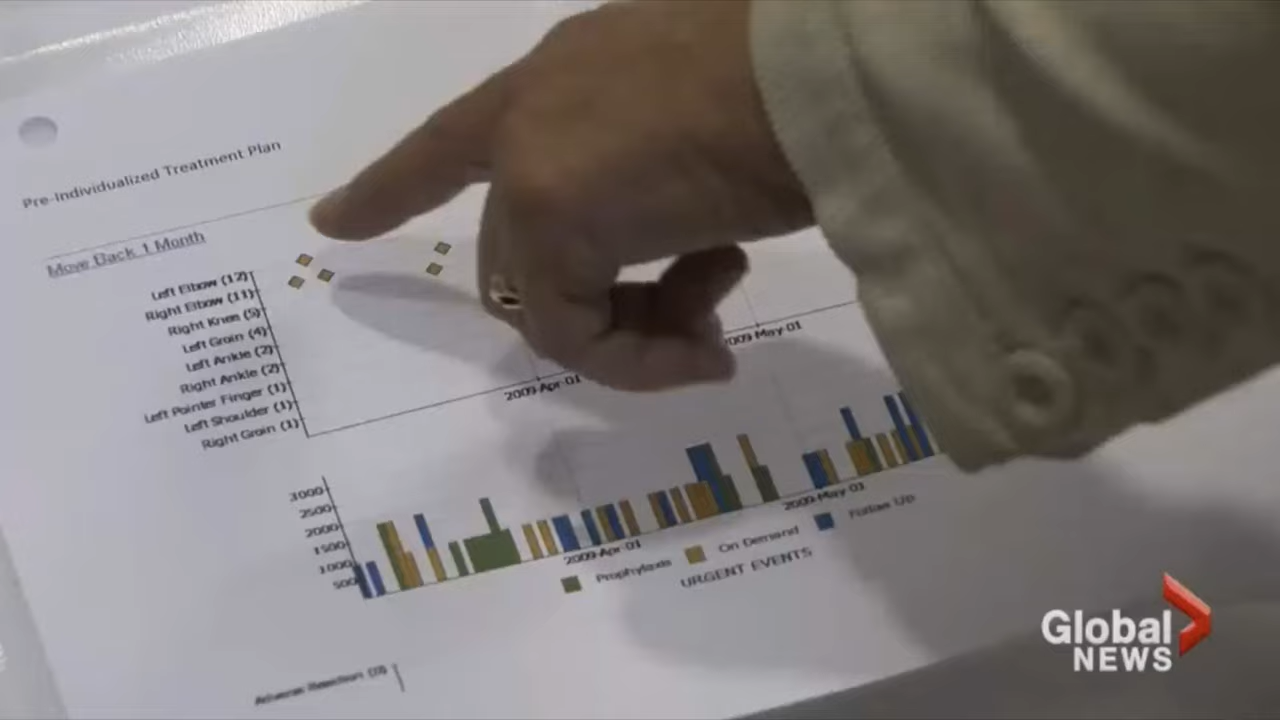 Pre-Individualized Treatment Plan
Move Back 1 Month
Left Elbow (12)
Right Elbow (11)
Right Knee (5)
Left Groin (4)
Left Ankle (2)
Right Ankle (2)
Left Pointer Finger (1)
Left Shoulder (1)
Right Groin (1)
2009-Apr-01
2009-May-01
3000
2500
2000
1500
1000
500
2009-Apr-01
2009-May-01
Prophylaxis
On Demand
Follow Up
URGENT EVENTS
Adverse Reaction (0)
Global
NEWS